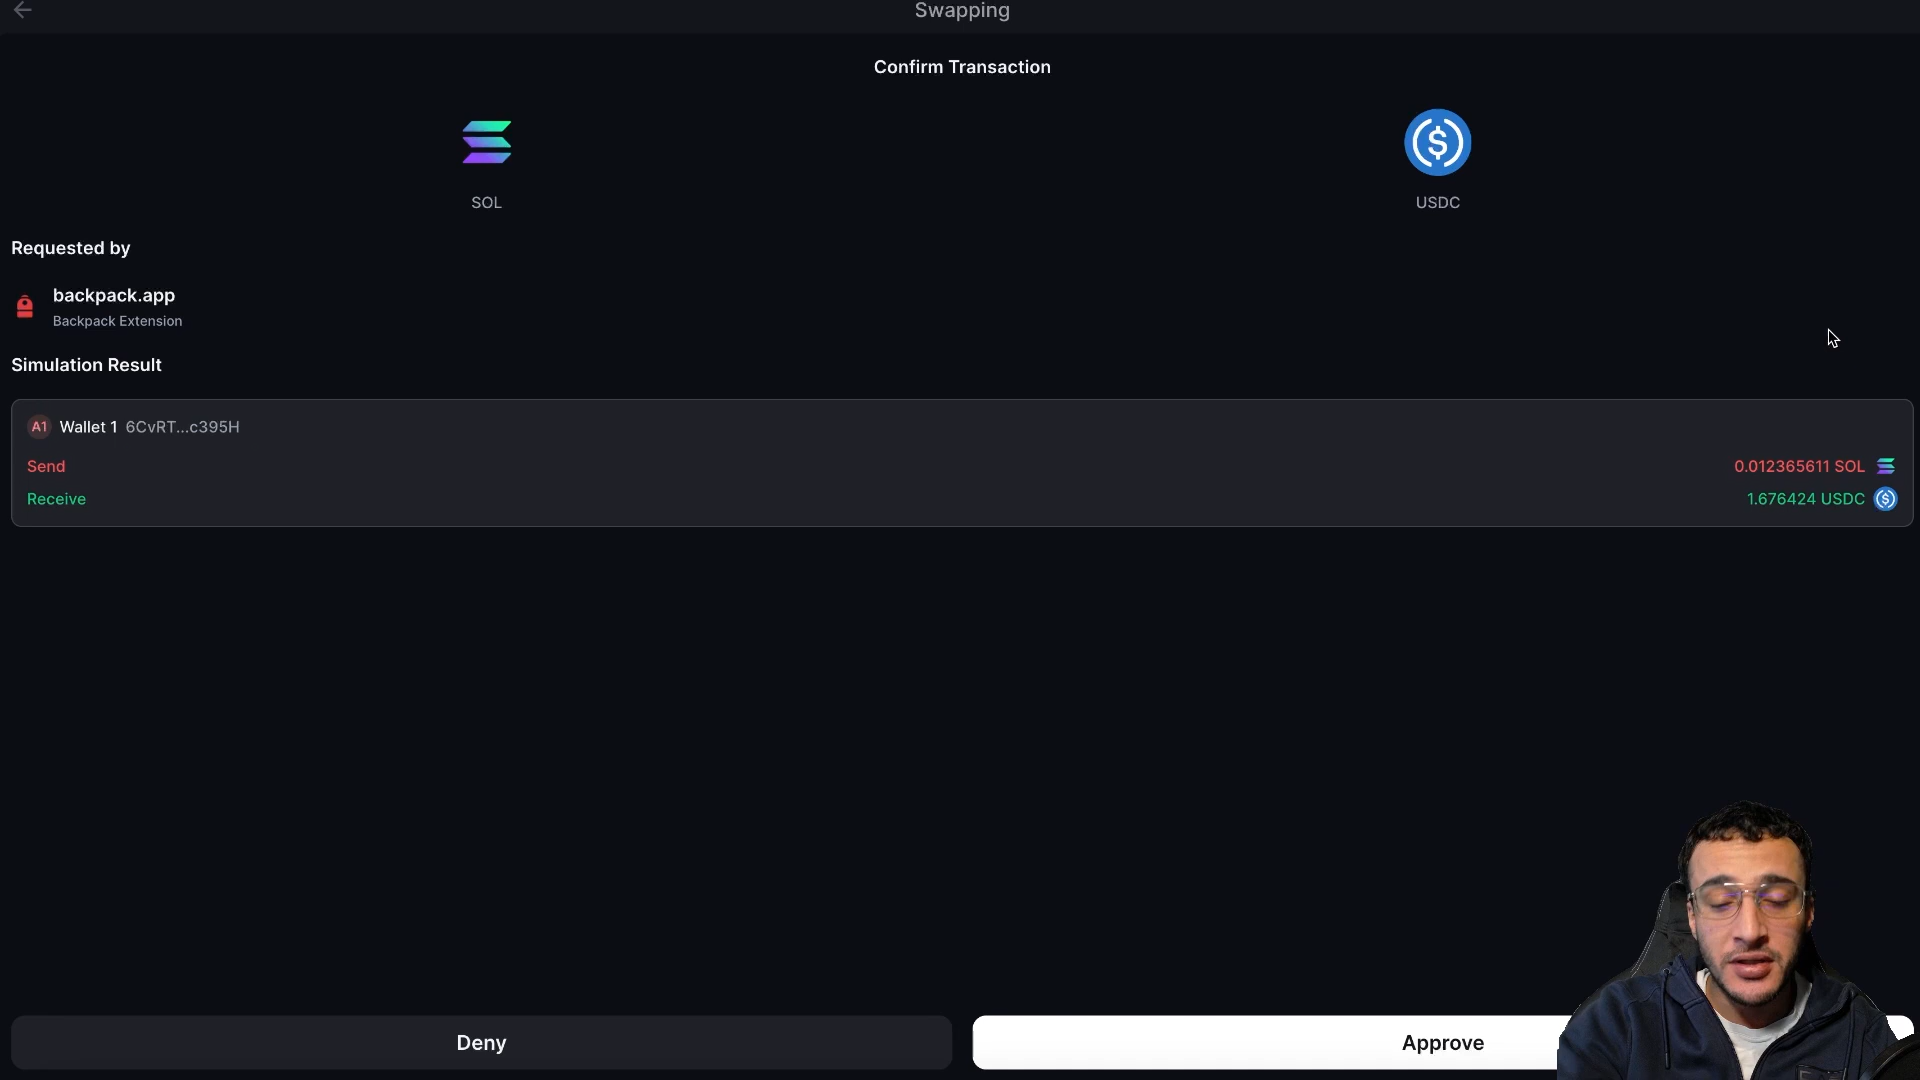 Swapping
Confirm Transaction
SOL
USDC
Requested by
backpack.app
Backpack Extension
Simulation Result
A1 Wallet 1 6CvRT...c395H
Send 0.012365611 SOL
Receive 1.676424 USDC
Deny
Approve